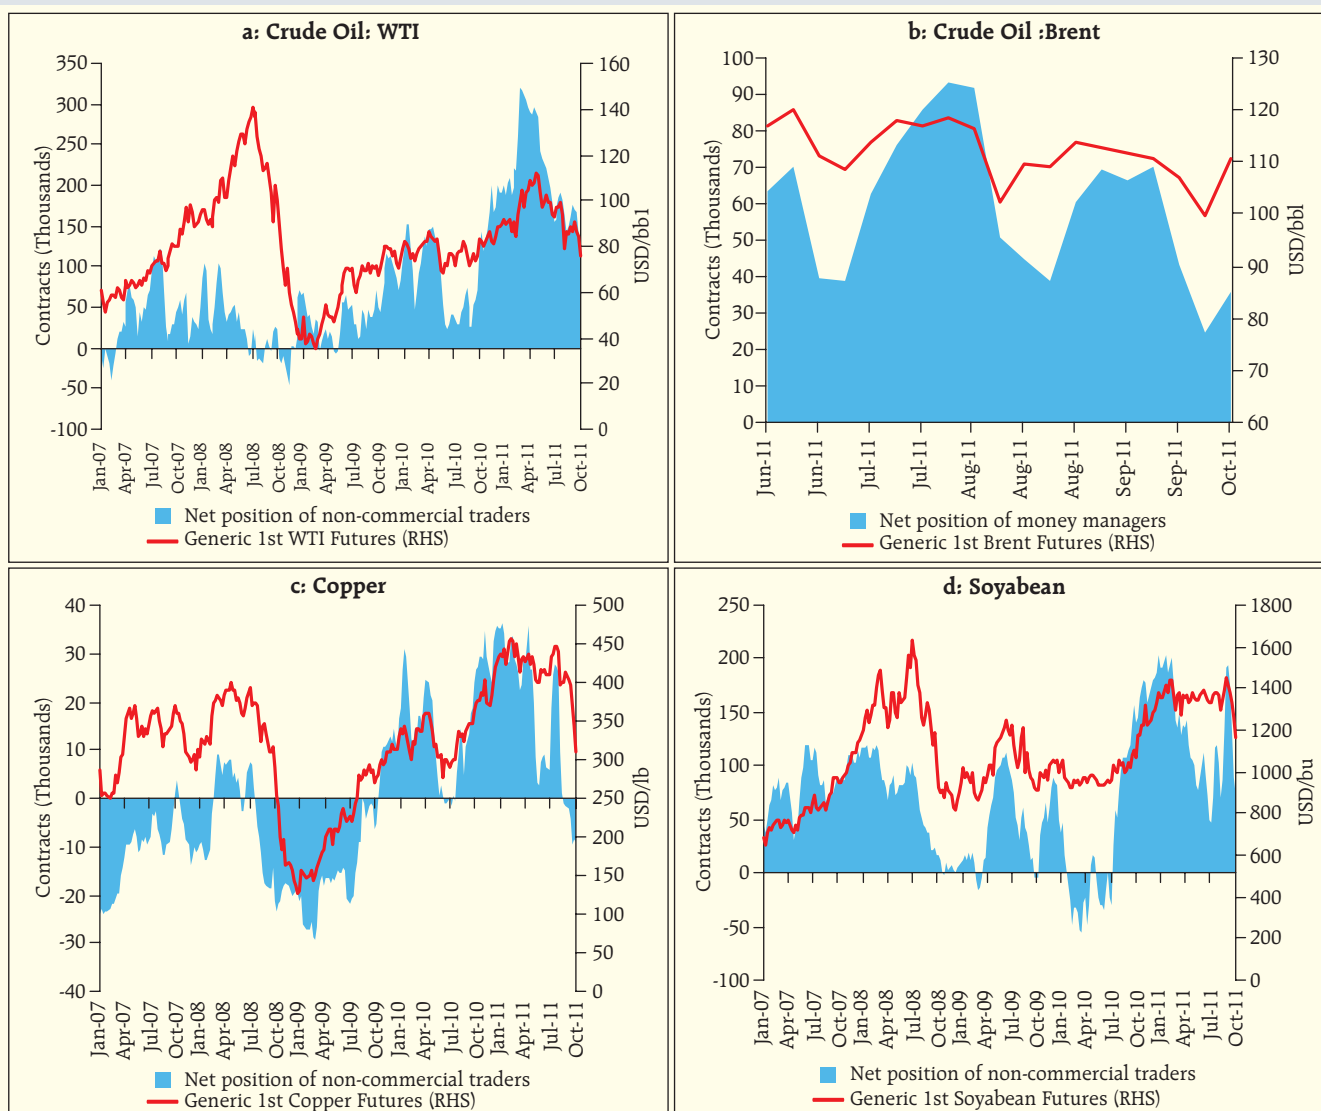 a: Crude Oil: WTI
350
300
250
200
150
100
50
0
-50
-100
Contracts (Thousands)
160
140
120
100
80
60
40
20
0
USD/bb1
Jan-07
Apr-07
Jul-07
Oct-07
Jan-08
Apr-08
Jul-08
Oct-08
Jan-09
Apr-09
Jul-09
Oct-09
Jan-10
Apr-10
Jul-10
Oct-10
Jan-11
Apr-11
Jul-11
Oct-11
Net position of non-commercial traders
Generic 1st WTI Futures (RHS)
b: Crude Oil :Brent
100
90
80
70
60
50
40
30
20
10
0
Contracts (Thousands)
130
120
110
100
90
80
70
60
USD/bbl
Jun-11
Jun-11
Jul-11
Jul-11
Aug-11
Aug-11
Aug-11
Sep-11
Sep-11
Oct-11
Net position of money managers
Generic 1st Brent Futures (RHS)
c: Copper
40
30
20
10
0
-10
-20
-30
-40
Contracts (Thousands)
500
450
400
350
300
250
200
150
100
50
0
USD/lb
Jan-07
Apr-07
Jul-07
Oct-07
Jan-08
Apr-08
Jul-08
Oct-08
Jan-09
Apr-09
Jul-09
Oct-09
Jan-10
Apr-10
Jul-10
Oct-10
Jan-11
Apr-11
Jul-11
Oct-11
Net position of non-commercial traders
Generic 1st Copper Futures (RHS)
d: Soyabean
250
200
150
100
50
0
-50
-100
Contracts (Thousands)
1800
1600
1400
1200
1000
800
600
400
200
0
USD/bu
Jan-07
Apr-07
Jul-07
Oct-07
Jan-08
Apr-08
Jul-08
Oct-08
Jan-09
Apr-09
Jul-09
Oct-09
Jan-10
Apr-10
Jul-10
Oct-10
Jan-11
Apr-11
Jul-11
Oct-11
Net position of non-commercial traders
Generic 1st Soyabean Futures (RHS)